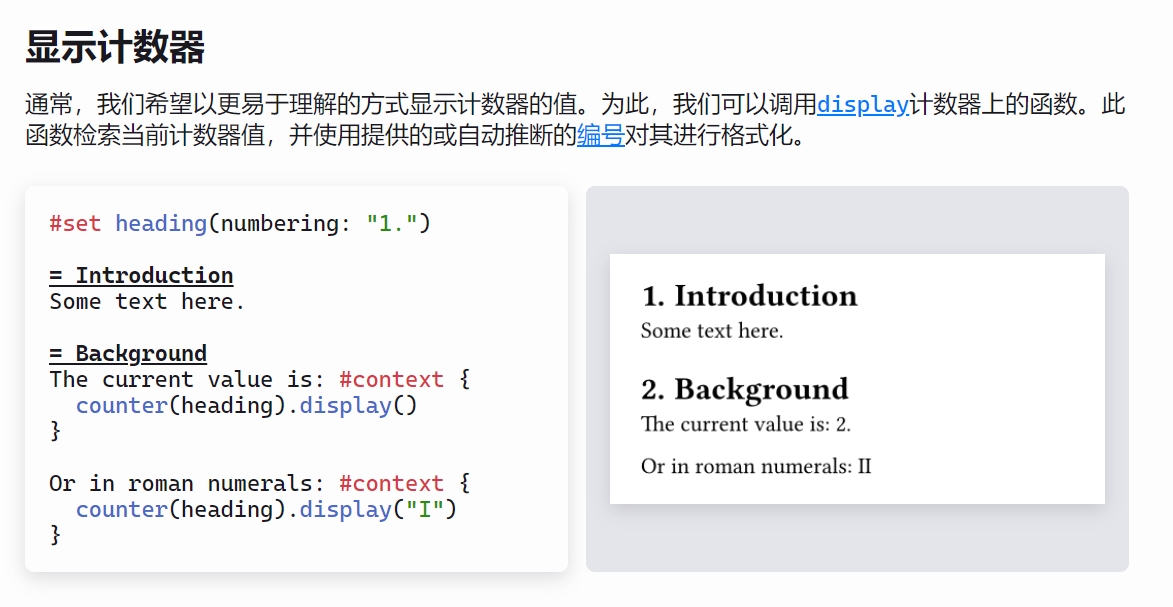 显示计数器
通常，我们希望以更易于理解的方式显示计数器的值。为此，我们可以调用display计数器上的函数。此
函数检索当前计数器值，并使用提供的或自动推断的编号对其进行格式化。
#set heading(numbering: "1.")
= Introduction
Some text here.
= Background
The current value is: #context {
  counter(heading).display()
}
Or in roman numerals: #context {
  counter(heading).display("I")
}
1. Introduction
Some text here.
2. Background
The current value is: 2.
Or in roman numerals: II